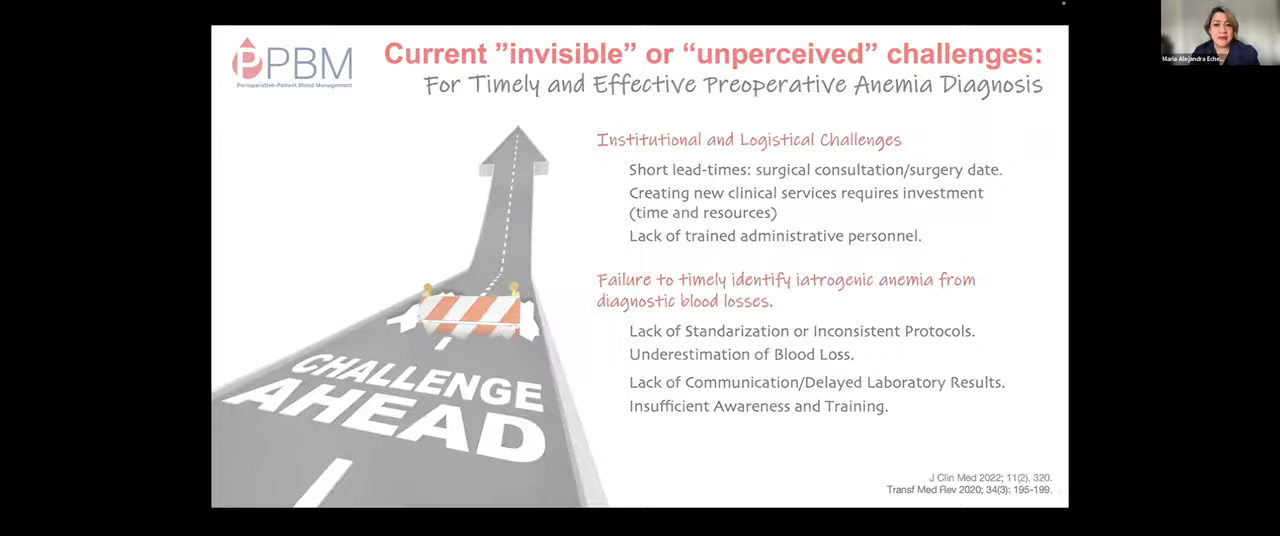 PBM
Perioperative-Patient Blood Management
Current ”invisible” or “unperceived” challenges:
For Timely and Effective Preoperative Anemia Diagnosis
Institutional and Logistical Challenges
Short lead-times: surgical consultation/surgery date.
Creating new clinical services requires investment
(time and resources)
Lack of trained administrative personnel.
Failure to timely identify iatrogenic anemia from
diagnostic blood losses.
Lack of Standarization or Inconsistent Protocols.
Underestimation of Blood Loss.
Lack of Communication/Delayed Laboratory Results.
Insufficient Awareness and Training.
CHALLENGE
AHEAD
J Clin Med 2022; 11(2), 320.
Transf Med Rev 2020; 34(3): 195-199.
Maria Alejandra Eche...